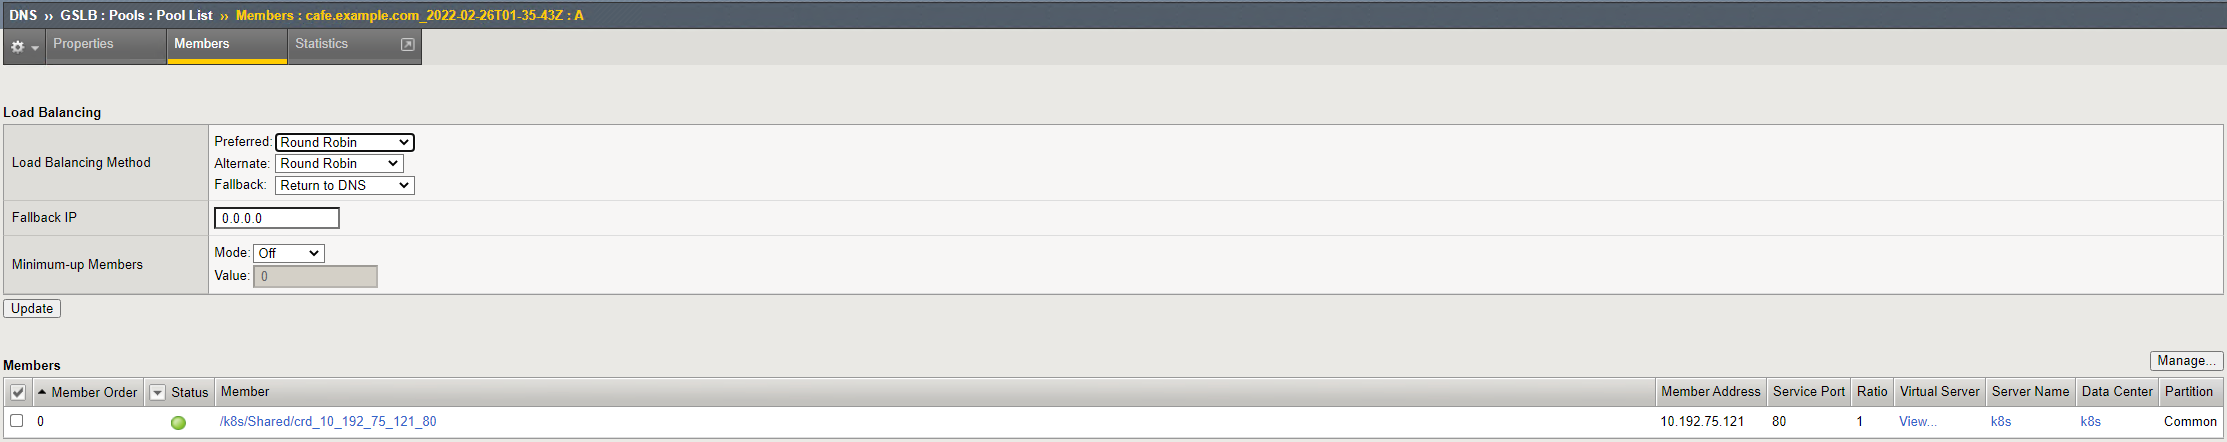 DNS ›› GSLB : Pools : Pool List ›› Members : cafe.example.com_2022-02-26T01-35-43Z : A
Properties Members Statistics
Load Balancing
Load Balancing Method
Preferred: Round Robin
Alternate: Round Robin
Fallback: Return to DNS
Fallback IP 0.0.0.0
Minimum-up Members
Mode: Off
Value: 0
Update
Members Manage...
Member Order Status Member Member Address Service Port Ratio Virtual Server Server Name Data Center Partition
0 /k8s/Shared/crd_10_192_75_121_80 10.192.75.121 80 1 View... k8s k8s Common